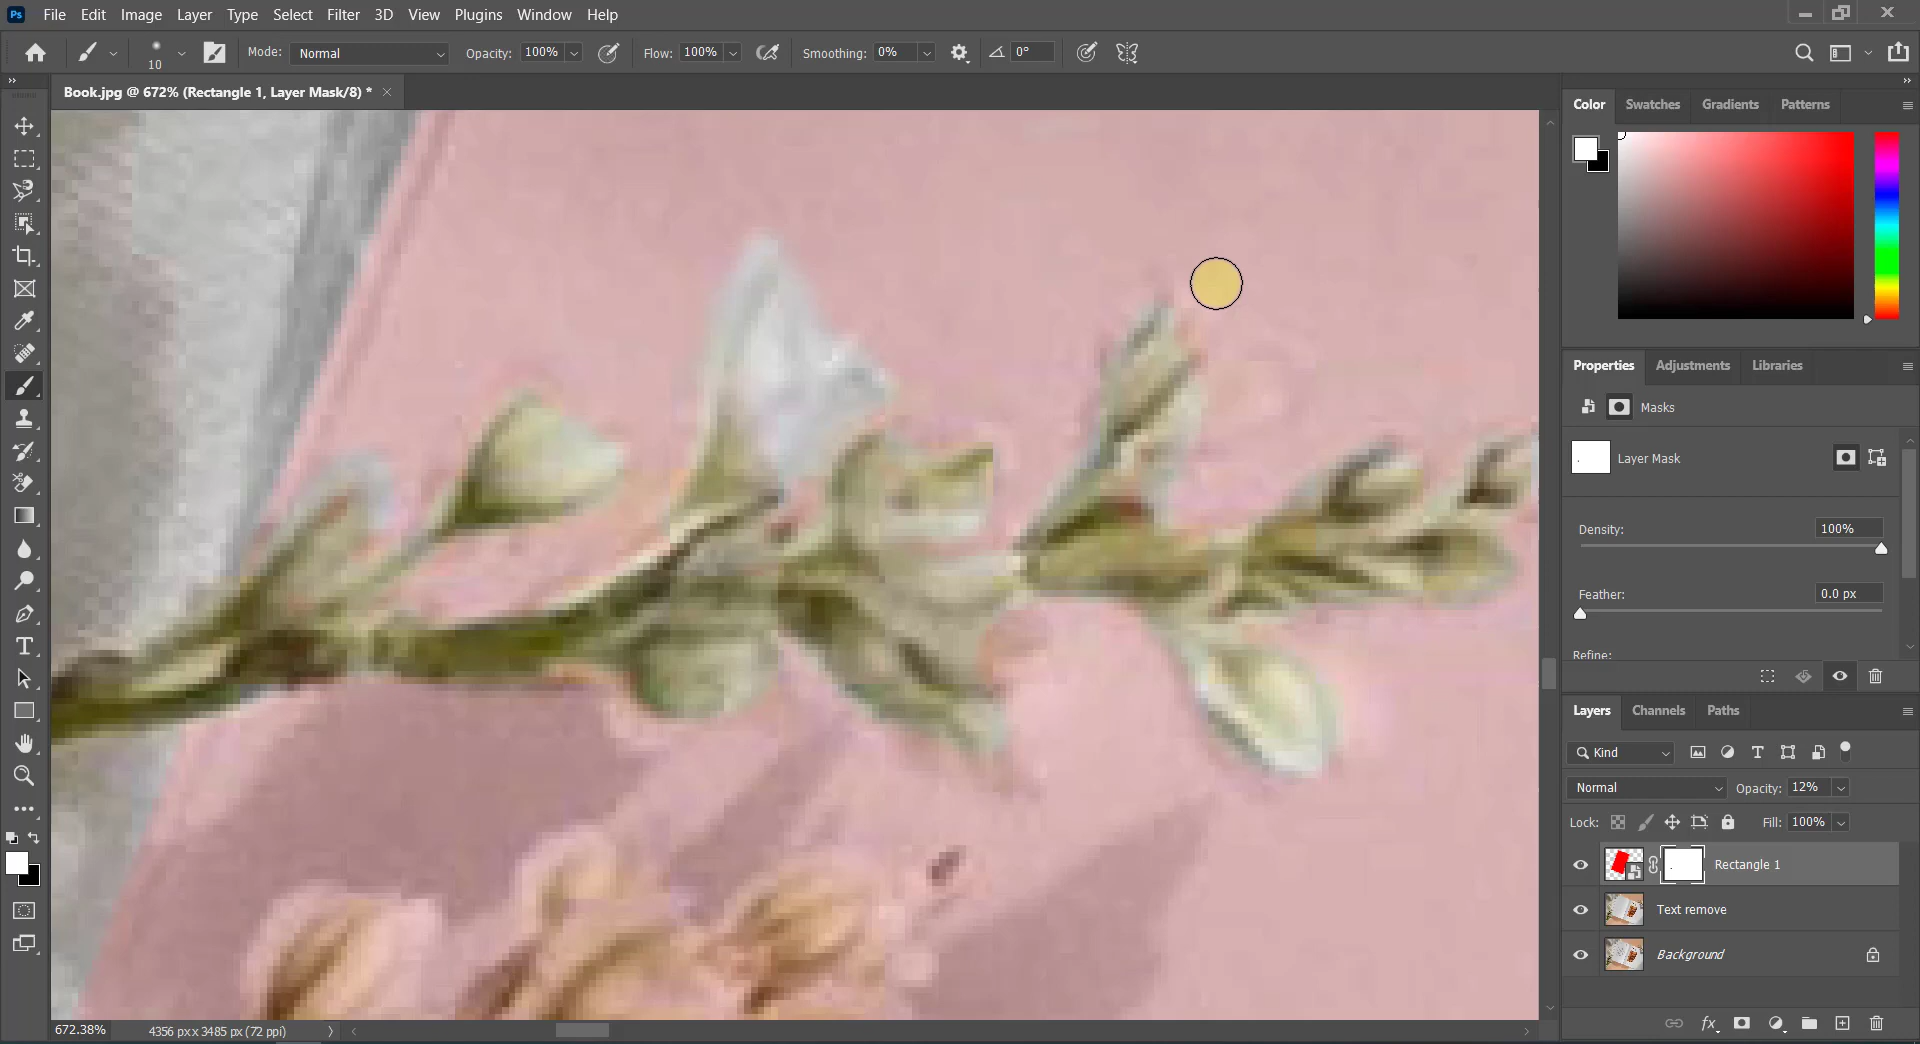 Ps File Edit Image Layer Type Select Filter 3D View Plugins Window Help
10 Mode: Normal Opacity: 100% Flow: 100% Smoothing: 0% 0°
Book.jpg @ 672% (Rectangle 1, Layer Mask/8) *
Color Swatches Gradients Patterns
Properties Adjustments Libraries
Masks
Layer Mask
Density: 100%
Feather: 0.0 px
Refine:
Layers Channels Paths
Kind
Normal Opacity: 12%
Lock: Fill: 100%
Rectangle 1
Text remove
Background
672.38% 4356 px x 3485 px (72 ppi)